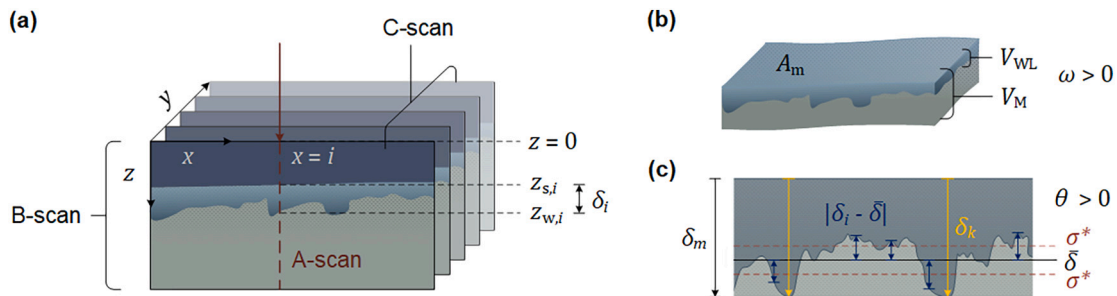 (a)
C-scan
y
x
x = i
z = 0
z
z_s,i
δ_i
z_w,i
B-scan
A-scan
(b)
A_m
V_WL
V_M
ω > 0
(c)
θ > 0
δ_m
|δ_i - δ̄|
δ_k
σ*
δ̄
σ*